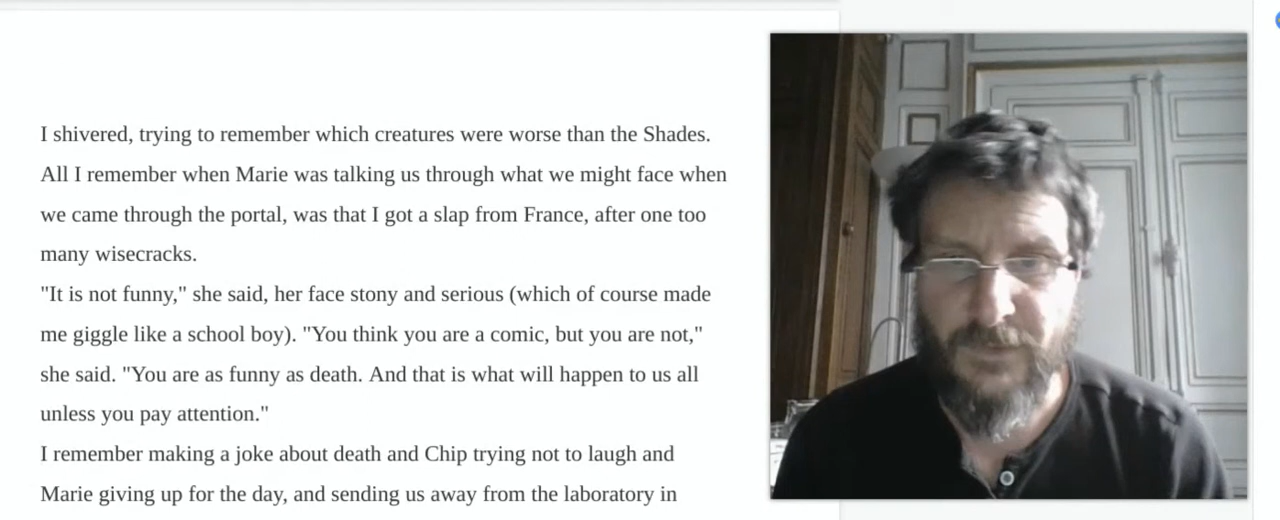 I shivered, trying to remember which creatures were worse than the Shades.
All I remember when Marie was talking us through what we might face when
we came through the portal, was that I got a slap from France, after one too
many wisecracks.
"It is not funny," she said, her face stony and serious (which of course made
me giggle like a school boy). "You think you are a comic, but you are not,"
she said. "You are as funny as death. And that is what will happen to us all
unless you pay attention."
I remember making a joke about death and Chip trying not to laugh and
Marie giving up for the day, and sending us away from the laboratory in